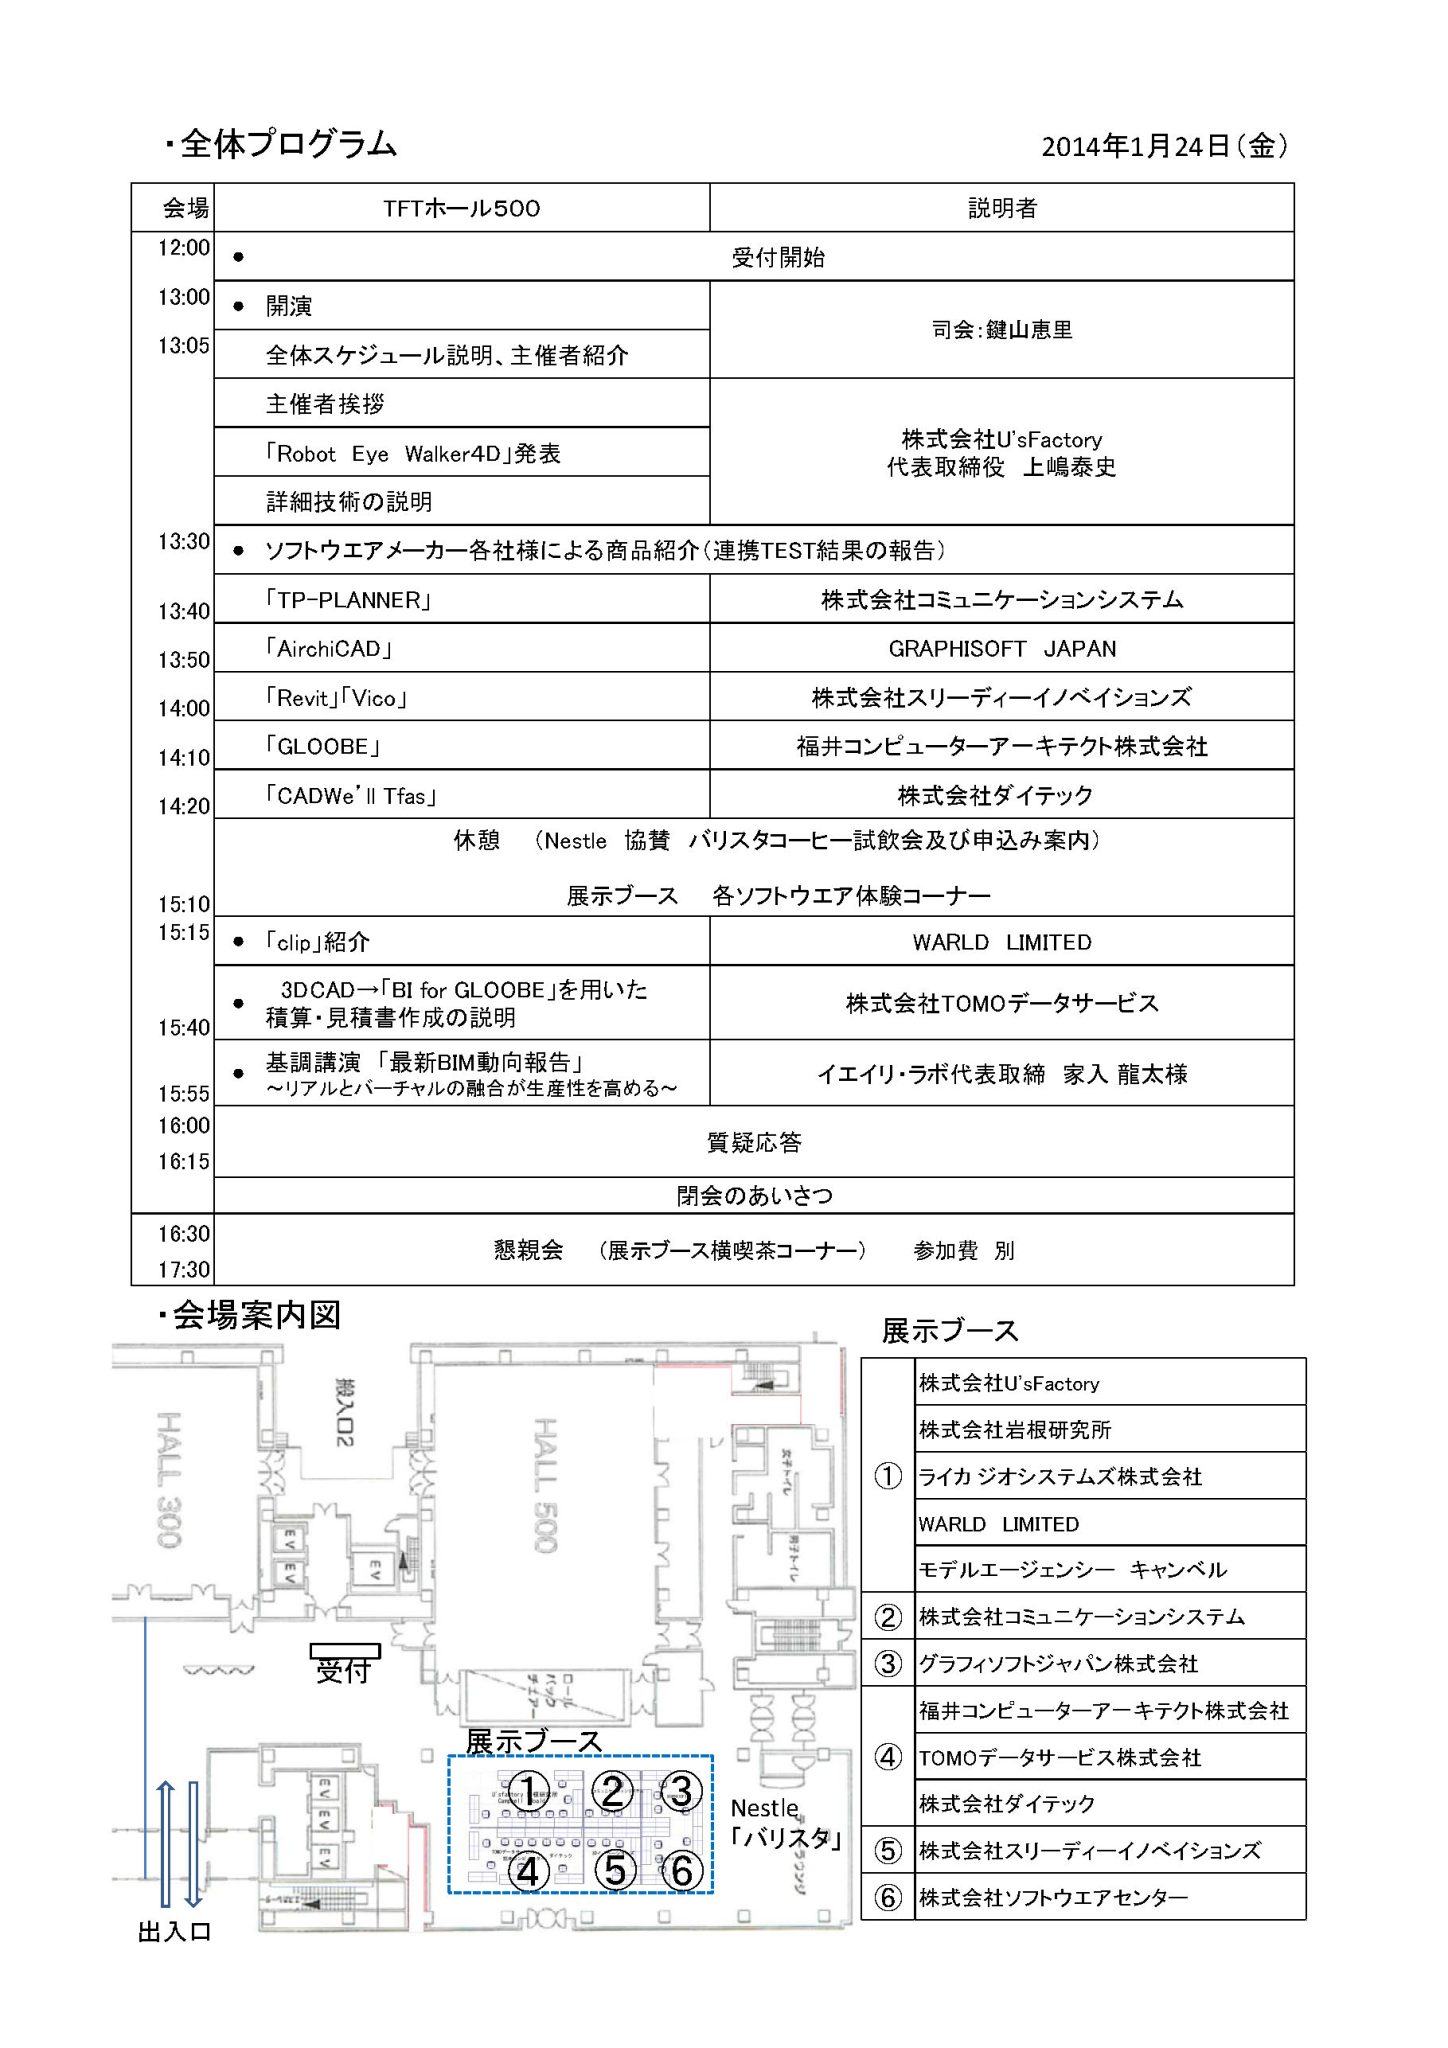 ・全体プログラム
2014年1月24日（金）
会場 TFTホール500 説明者
12:00 ● 受付開始
13:00 ● 開演
司会：鍵山恵里
13:05 全体スケジュール説明、主催者紹介
主催者挨拶
「Robot Eye Walker4D」発表
株式会社U'sFactory
代表取締役 上嶋泰史
詳細技術の説明
13:30 ● ソフトウエアメーカー各社様による商品紹介（連携TEST結果の報告）
「TP-PLANNER」 株式会社コミュニケーションシステム
13:40
「AirchiCAD」 GRAPHISOFT JAPAN
13:50
「Revit」「Vico」 株式会社スリーディーイノベイションズ
14:00
「GLOOBE」 福井コンピューターアーキテクト株式会社
14:10
「CADWe'll Tfas」 株式会社ダイテック
14:20
休憩 （Nestle 協賛 バリスタコーヒー試飲会及び申込み案内）
展示ブース 各ソフトウエア体験コーナー
15:10
15:15 ● 「clip」紹介 WARLD LIMITED
● 3DCAD→「BI for GLOOBE」を用いた
積算・見積書作成の説明
株式会社TOMOデータサービス
15:40
● 基調講演 「最新BIM動向報告」
～リアルとバーチャルの融合が生産性を高める～
イエイリ・ラボ代表取締 家入 龍太様
15:55
16:00
質疑応答
16:15
閉会のあいさつ
16:30
懇親会 （展示ブース横喫茶コーナー） 参加費 別
17:30
・会場案内図
HALL 300
搬入口2
HALL 500
EV
EV
EV
女子トイレ
男子トイレ
受付
ロール
バック
チェアー
展示ブース
① ② ③
④ ⑤ ⑥
ダイテック
EV
EV
EV
Nestle
「バリスタ」
出入口
展示ブース
① 株式会社U'sFactory
株式会社岩根研究所
ライカ ジオシステムズ株式会社
WARLD LIMITED
モデルエージェンシー キャンベル
② 株式会社コミュニケーションシステム
③ グラフィソフトジャパン株式会社
④ 福井コンピューターアーキテクト株式会社
TOMOデータサービス株式会社
株式会社ダイテック
⑤ 株式会社スリーディーイノベイションズ
⑥ 株式会社ソフトウエアセンター